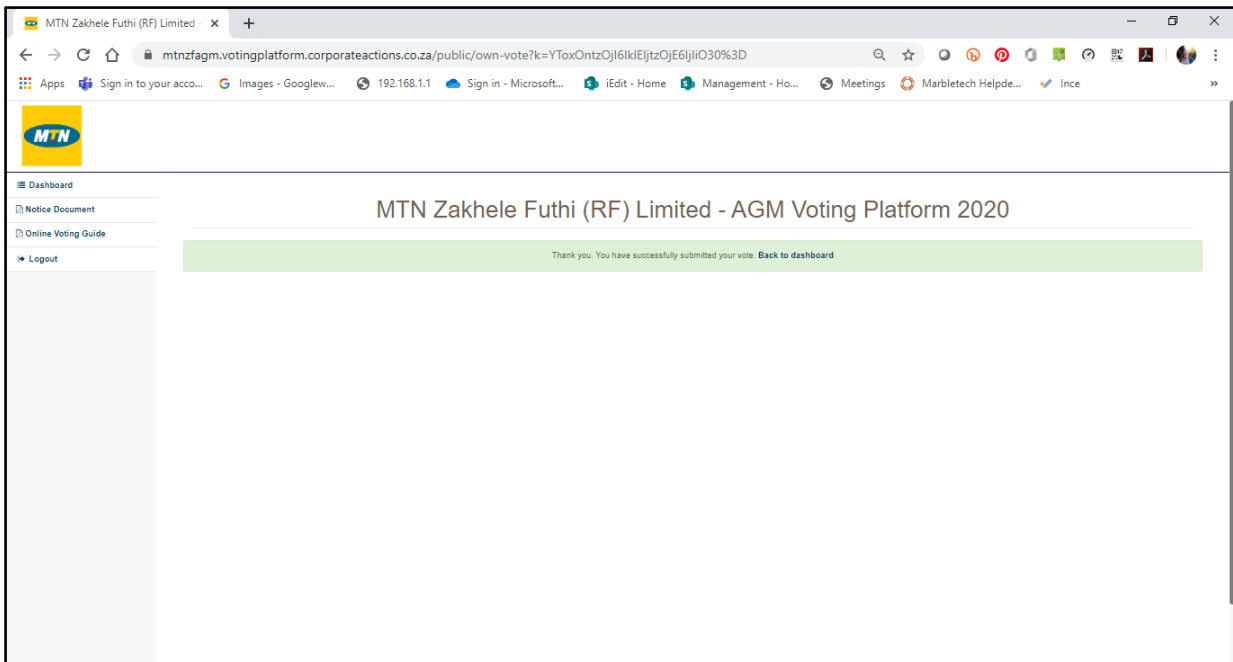 MTN Zakhele Futhi (RF) Limited -
mtnzfagm.votingplatform.corporateactions.co.za/public/own-vote?k=YToxOntzOjI6IklEIjtzOjE6IjIiO30%3D
Apps Sign in to your acco... Images - Googlew... 192.168.1.1 Sign in - Microsoft... iEdit - Home Management - Ho... Meetings Marbletech Helpde... Ince »
MTN
Dashboard
Notice Document
MTN Zakhele Futhi (RF) Limited - AGM Voting Platform 2020
Online Voting Guide
Thank you. You have successfully submitted your vote. Back to dashboard
Logout